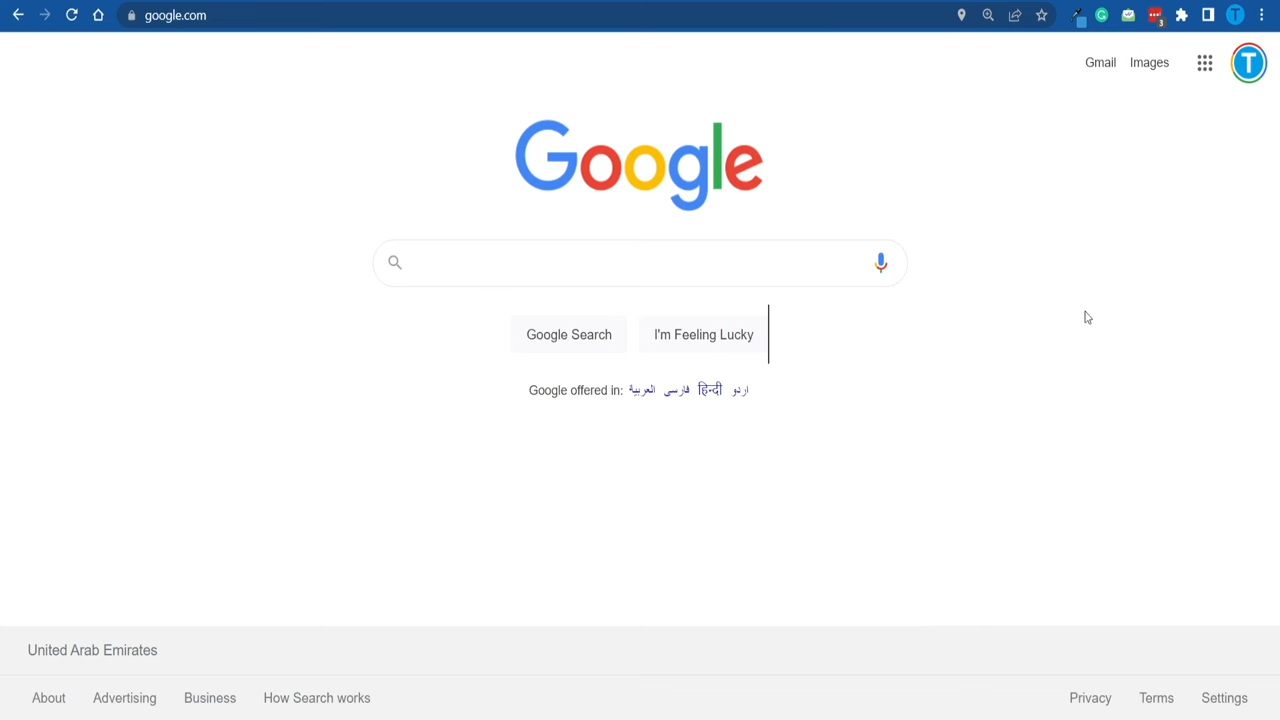 google.com
3
T
Gmail Images
T
Google
Google Search I'm Feeling Lucky
Google offered in: العربية فارسی हिन्दी اردو
United Arab Emirates
About Advertising Business How Search works Privacy Terms Settings